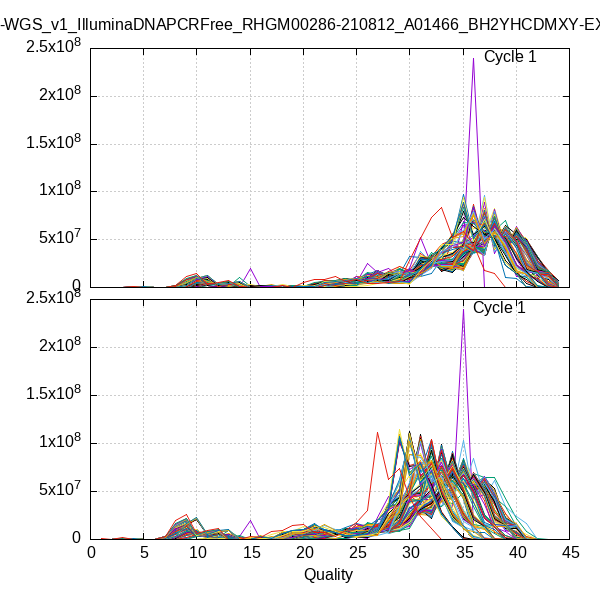 -WGS_v1_IlluminaDNAPCRFree_RHGM00286-210812_A01466_BH2YHCDMXY-EX
2.5x10⁸
Cycle 1
2x10⁸
1.5x10⁸
1x10⁸
5x10⁷
0
2.5x10⁸
Cycle 1
2x10⁸
1.5x10⁸
1x10⁸
5x10⁷
0
0 5 10 15 20 25 30 35 40 45
Quality